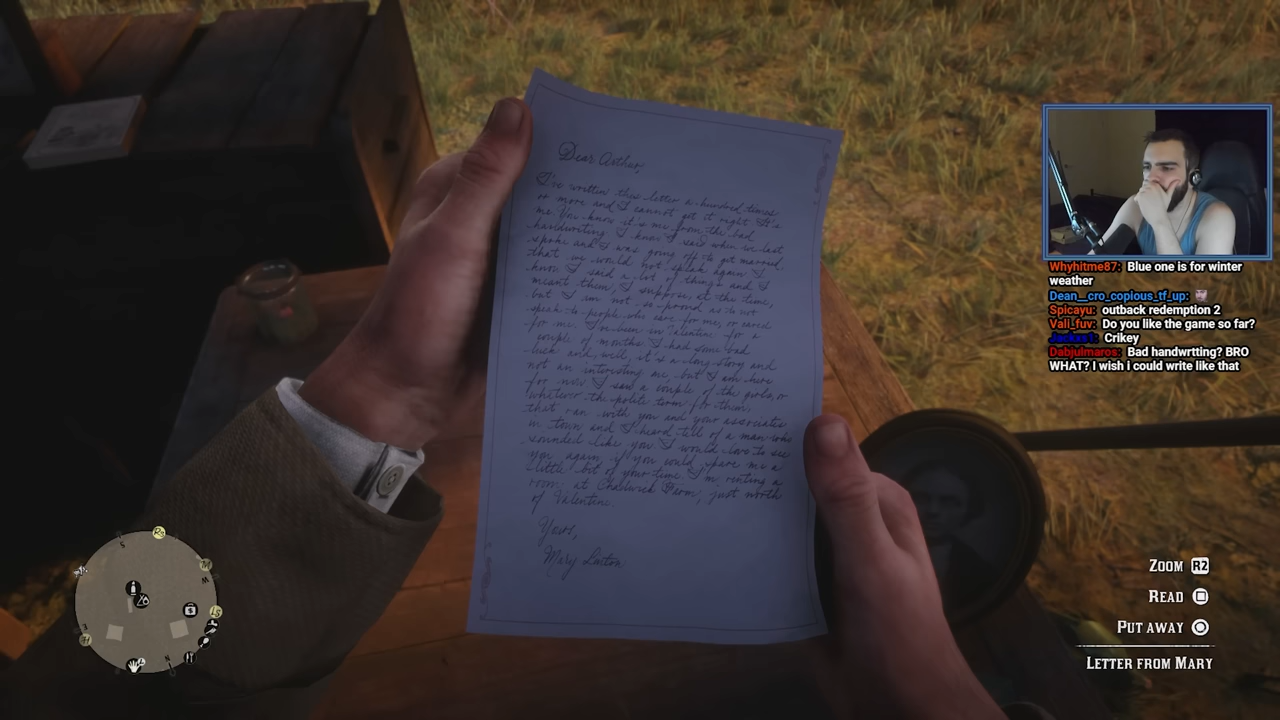 Dear Arthur,
I've written this letter a hundred times
or more and I cannot get it right. It's
me. You know it is me from the bad
handwriting. I know I said when we last
spoke and I was going off to get married
that we would not speak again. I
know I said a lot of things and I
meant them, I suppose, at the time,
but I am not so proud as to not
speak to people who care for me, or cared
for me. I've been in Valentine for a
couple of months. I had some bad
luck and, well, it's a long story and
not an interesting one but I am here
for now. I saw a couple of the girls, or
whatever the polite term for them,
that ran with you and your associates
in town and I heard tell of a man who
sounded like you. I would love to see
you again, if you could spare me a
little bit of your time. I'm renting a
room at Chadwick Farm, just north
of Valentine.
Yours,
Mary Linton
Whyhitme87: Blue one is for winter
weather
Dean__cro_copious_tf_up:
Spicayu: outback redemption 2
Vali_fuv: Do you like the game so far?
Crikey
Dabjulmaros: Bad handwrtting? BRO
WHAT? I wish i could write like that
ZOOM R2
READ
PUT AWAY
LETTER FROM MARY